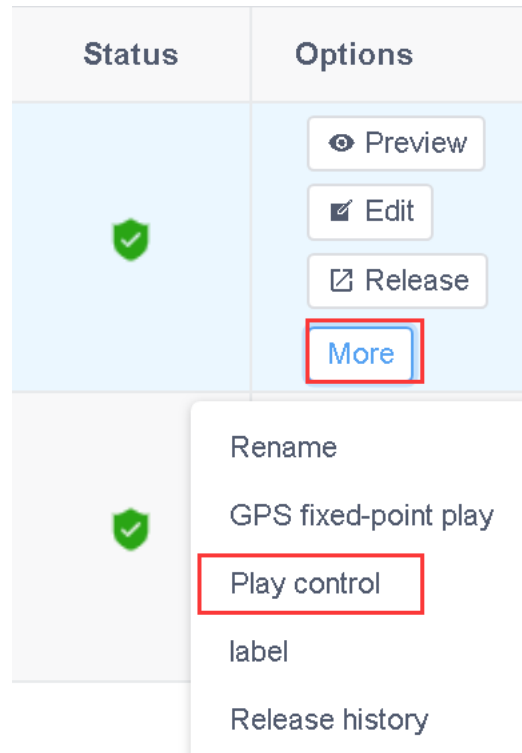 Status Options
Preview
Edit
Release
More
Rename
GPS fixed-point play
Play control
label
Release history